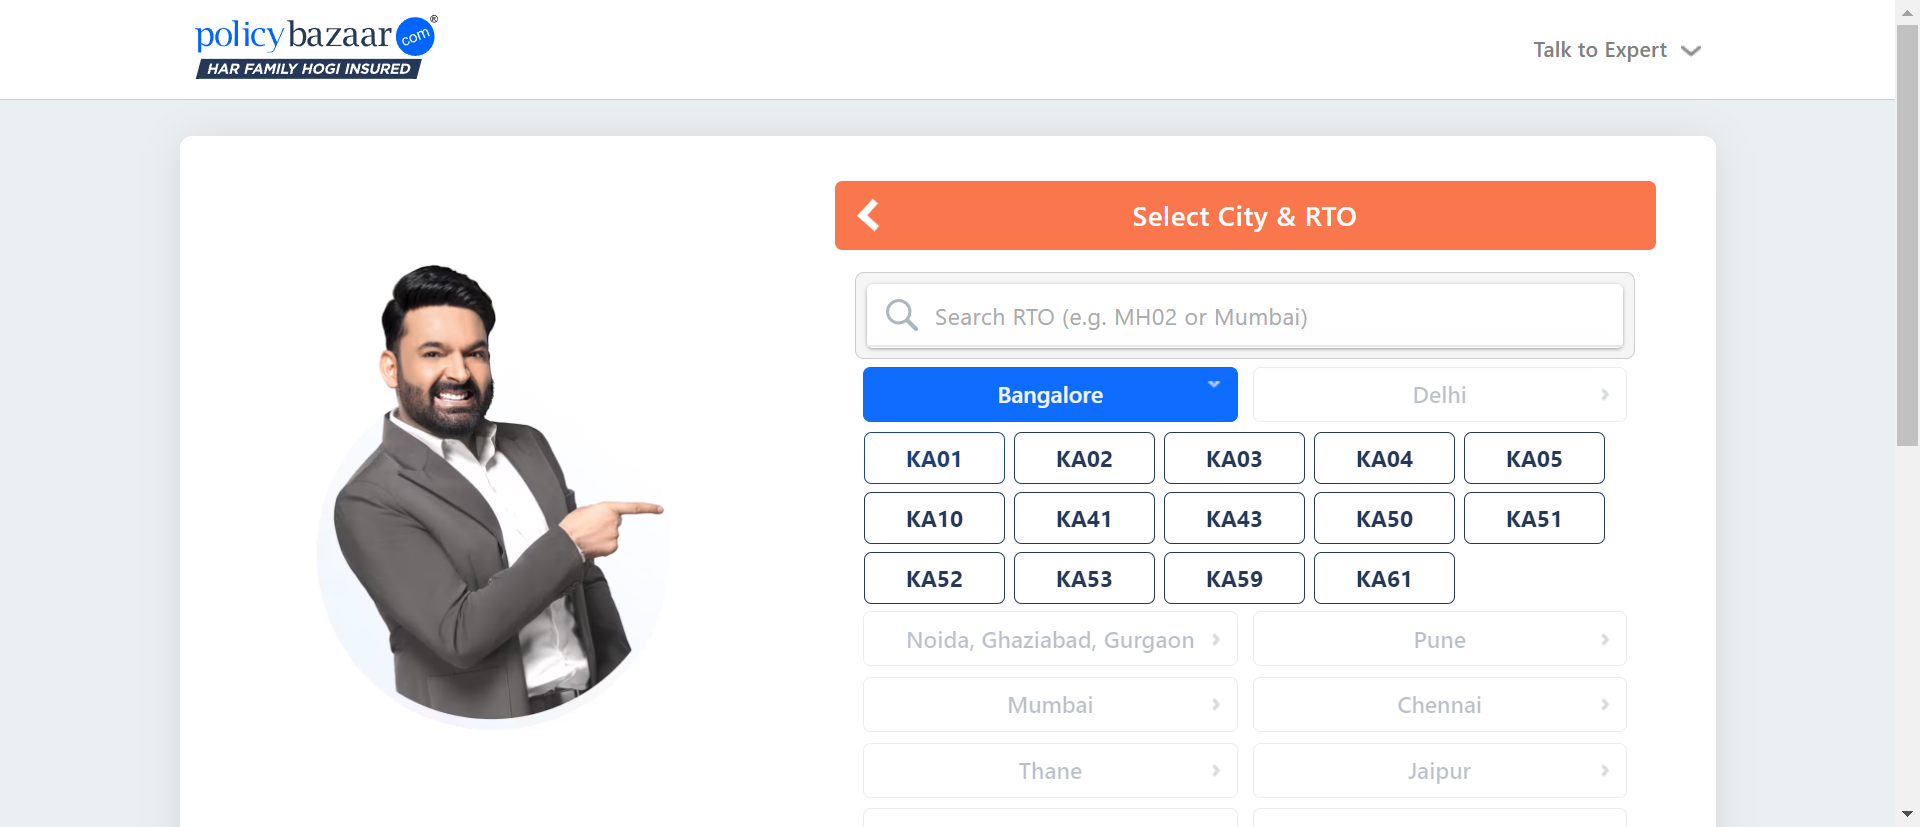 policybazaar.com®
HAR FAMILY HOGI INSURED
Talk to Expert
Select City & RTO
Search RTO (e.g. MH02 or Mumbai)
Bangalore
Delhi
KA01 KA02 KA03 KA04 KA05
KA10 KA41 KA43 KA50 KA51
KA52 KA53 KA59 KA61
Noida, Ghaziabad, Gurgaon
Pune
Mumbai
Chennai
Thane
Jaipur